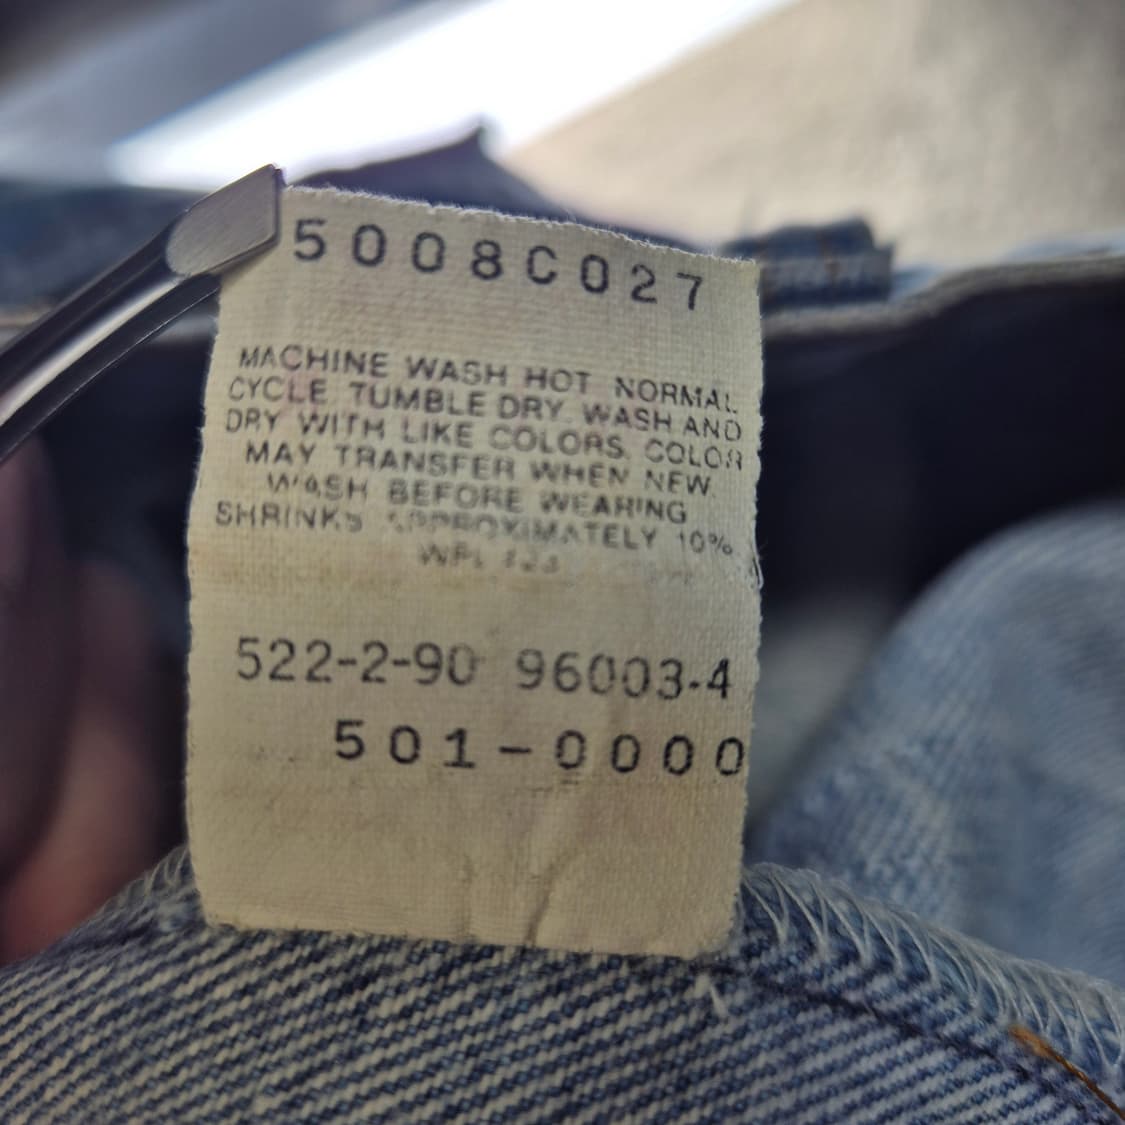 5008C027
MACHINE WASH HOT NORMAL
CYCLE. TUMBLE DRY. WASH AND
DRY WITH LIKE COLORS. COLOR
MAY TRANSFER WHEN NEW.
WASH BEFORE WEARING
SHRINKS APPROXIMATELY 10%.
WPL
522-2-90 96003-4
501-0000